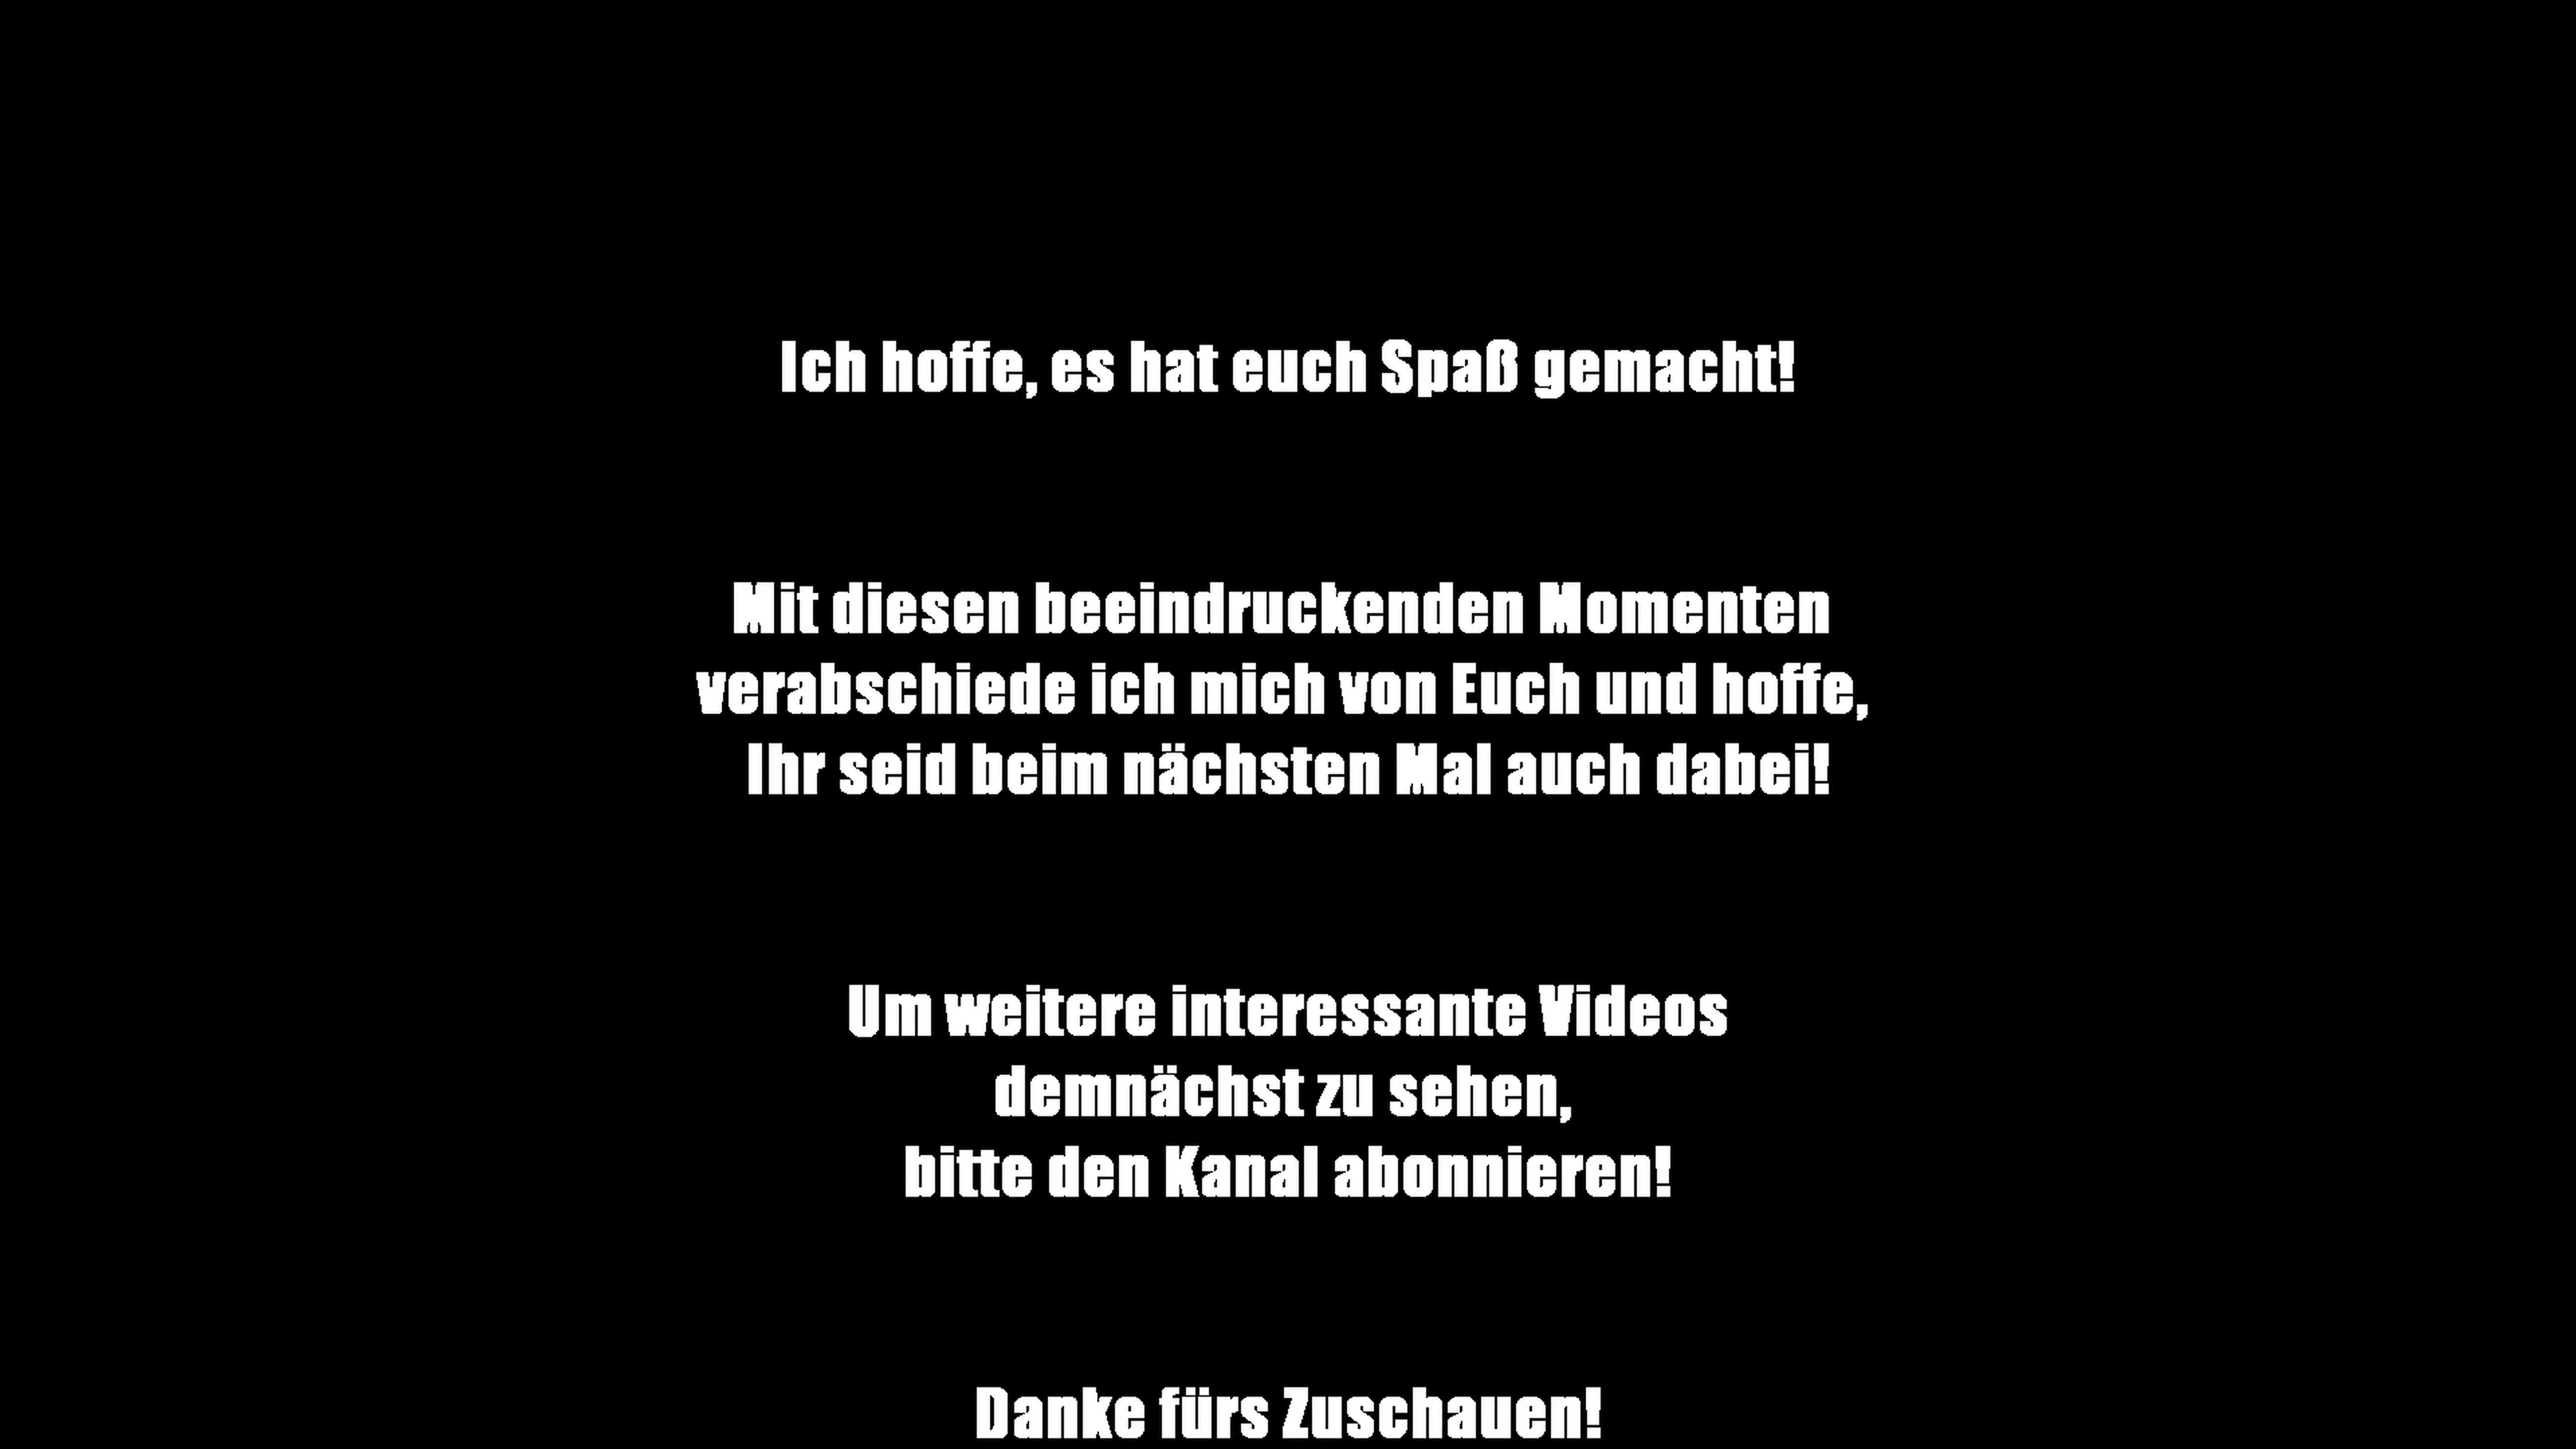 Ich hoffe, es hat euch Spaß gemacht!
Mit diesen beeindruckenden Momenten
verabschiede ich mich von Euch und hoffe,
Ihr seid beim nächsten Mal auch dabei!
Um weitere interessante Videos
demnächst zu sehen,
bitte den Kanal abonnieren!
Danke fürs Zuschauen!